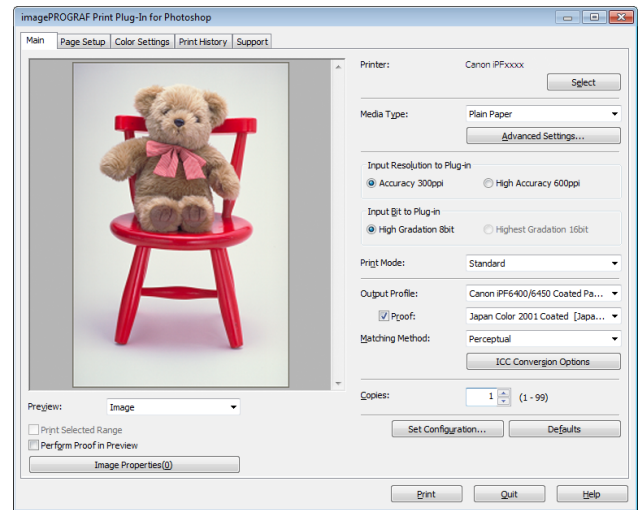 imagePROGRAF Print Plug-In for Photoshop
Main Page Setup Color Settings Print History Support
Printer: Canon iPFxxxx
Select
Media Type: Plain Paper
Advanced Settings...
Input Resolution to Plug-in
Accuracy 300ppi High Accuracy 600ppi
Input Bit to Plug-in
High Gradation 8bit Highest Gradation 16bit
Print Mode: Standard
Output Profile: Canon iPF6400/6450 Coated Pa...
Proof: Japan Color 2001 Coated [Japa...
Matching Method: Perceptual
ICC Conversion Options
Copies: 1 (1 - 99)
Preview: Image
Set Configuration... Defaults
Print Selected Range
Perform Proof in Preview
Image Properties(0)
Print Quit Help